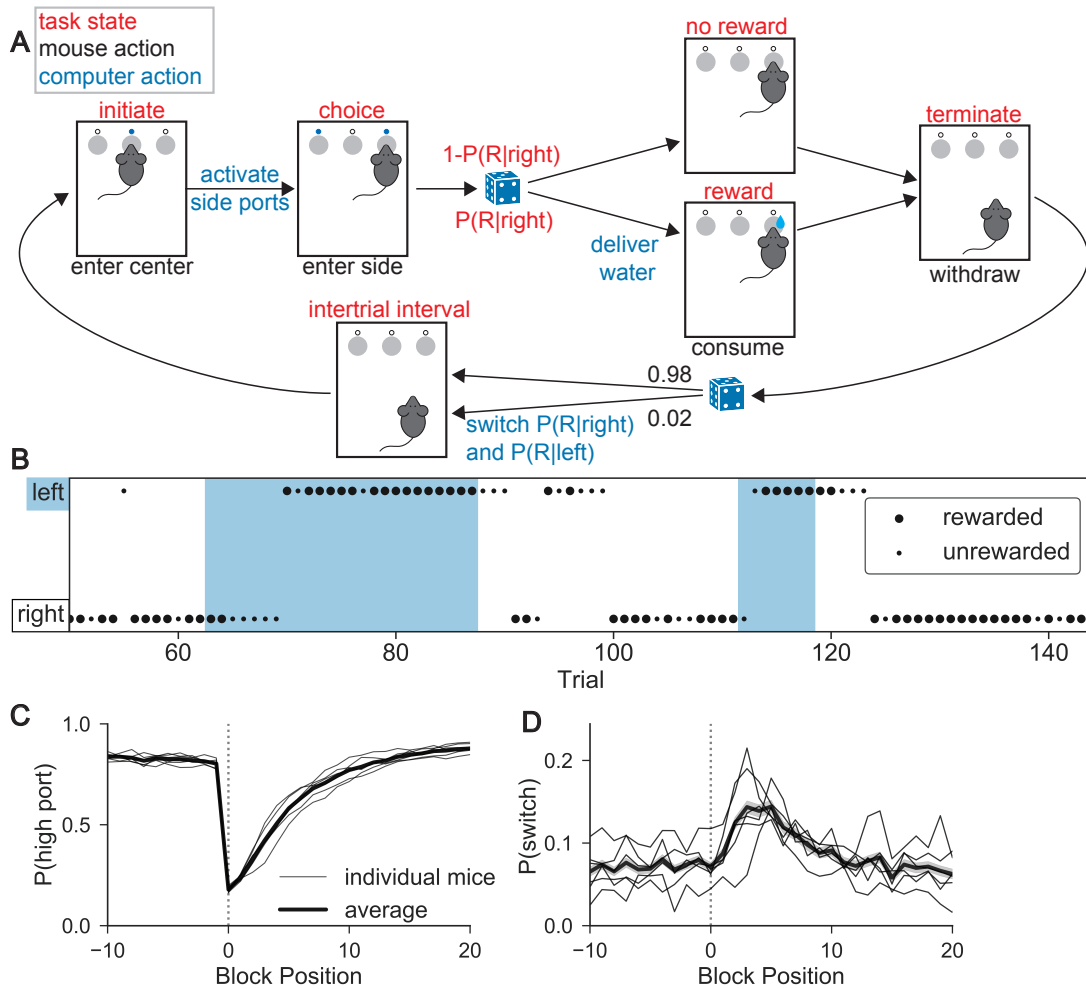 A
task state
mouse action
computer action
initiate
enter center
activate
side ports
choice
enter side
1-P(R|right)
P(R|right)
no reward
reward
deliver
water
consume
terminate
withdraw
intertrial interval
0.98
0.02
switch P(R|right)
and P(R|left)
B
left
right
rewarded
unrewarded
60
80
100
120
140
Trial
C
P(high port)
1.0
0.5
0.0
individual mice
average
−10
0
10
20
Block Position
D
P(switch)
0.2
0.1
0.0
−10
0
10
20
Block Position